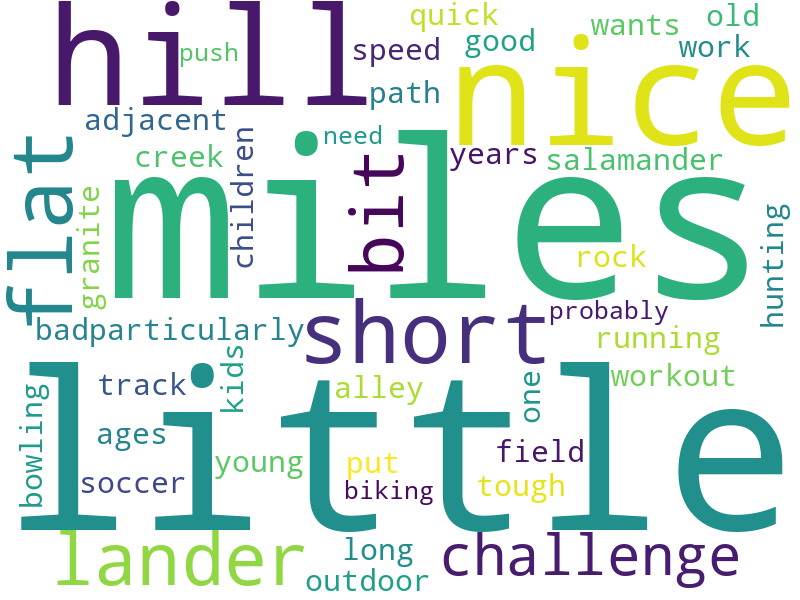 hill
push
speed
quick
good
wants
old
work
path
nice
adjacent
creek
need
years
salamander
flat
granite
children
bit
miles
rock
hunting
badparticularly
short
probably
running
track
kids
alley
one
workout
little
bowling
ages
soccer
young
put
biking
field
tough
lander
long
outdoor
challenge